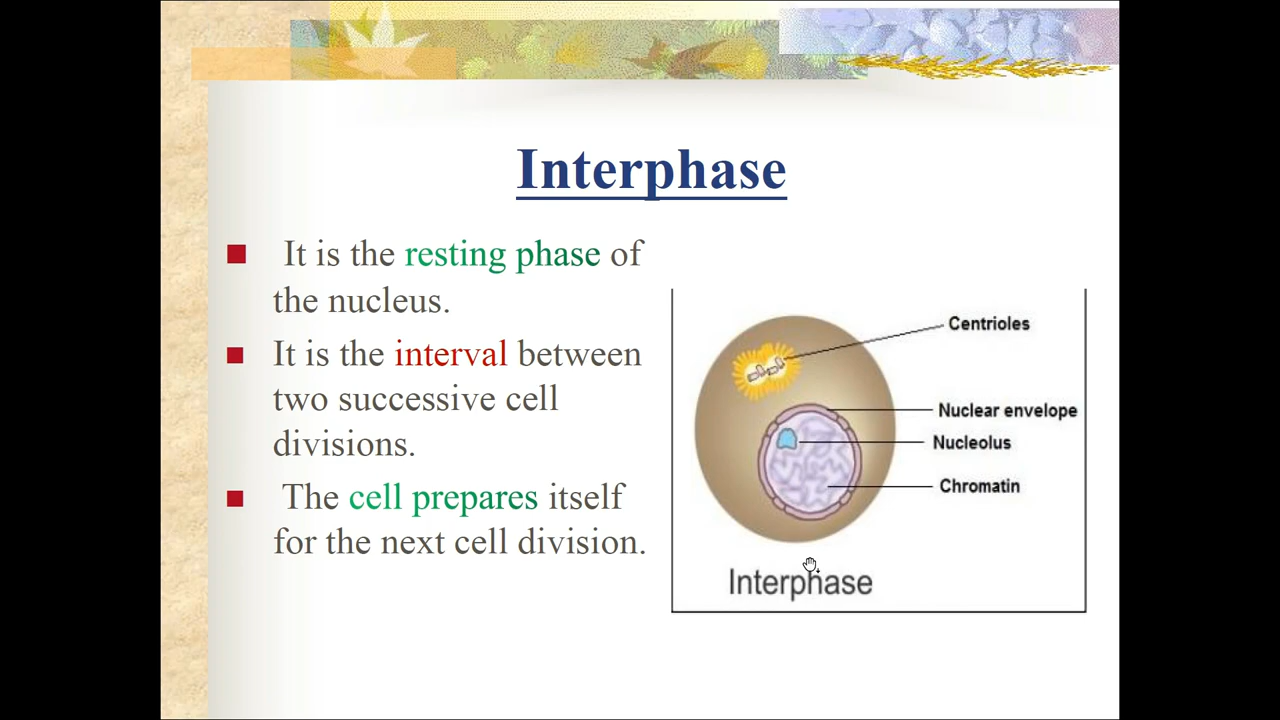 Interphase
It is the resting phase of
the nucleus.
It is the interval between
two successive cell
divisions.
The cell prepares itself
for the next cell division.
Centrioles
Nuclear envelope
Nucleolus
Chromatin
Interphase